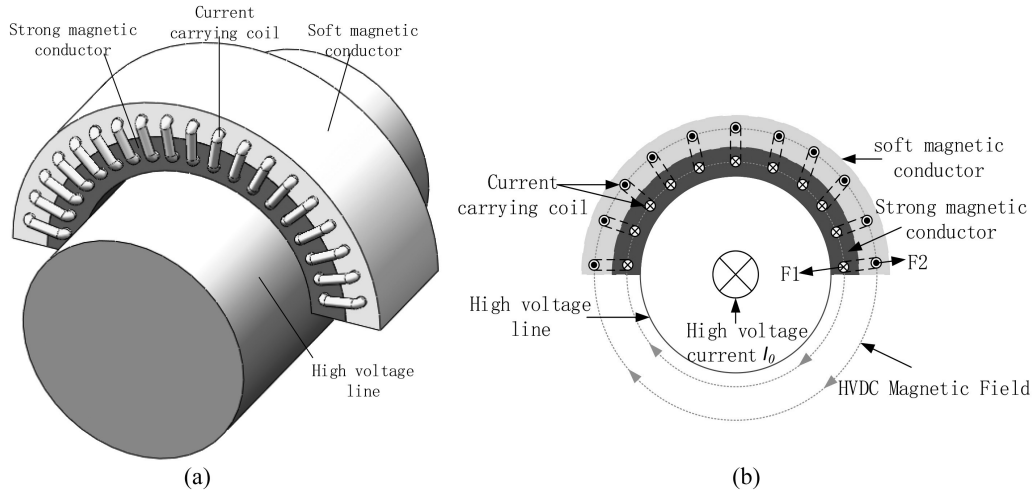 Strong magnetic
conductor
Current
carrying coil
Soft magnetic
conductor
High voltage
line
(a)
Current
carrying coil
soft magnetic
conductor
Strong magnetic
conductor
F1
F2
High voltage
line
High voltage
current I₀
HVDC Magnetic Field
(b)